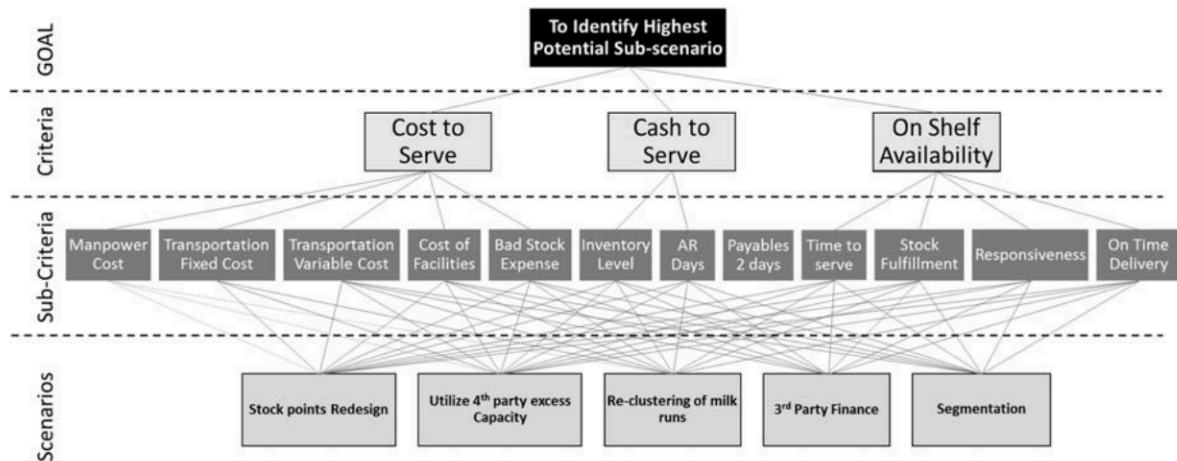 GOAL
To Identify Highest
Potential Sub-scenario
Criteria
Cost to
Serve
Cash to
Serve
On Shelf
Availability
Sub-Criteria
Manpower
Cost
Transportation
Fixed Cost
Transportation
Variable Cost
Cost of
Facilities
Bad Stock
Expense
Inventory
Level
AR
Days
Payables
2 days
Time to
serve
Stock
Fulfillment
Responsiveness
On Time
Delivery
Scenarios
Stock points Redesign
Utilize 4th party excess
Capacity
Re-clustering of milk
runs
3rd Party Finance
Segmentation